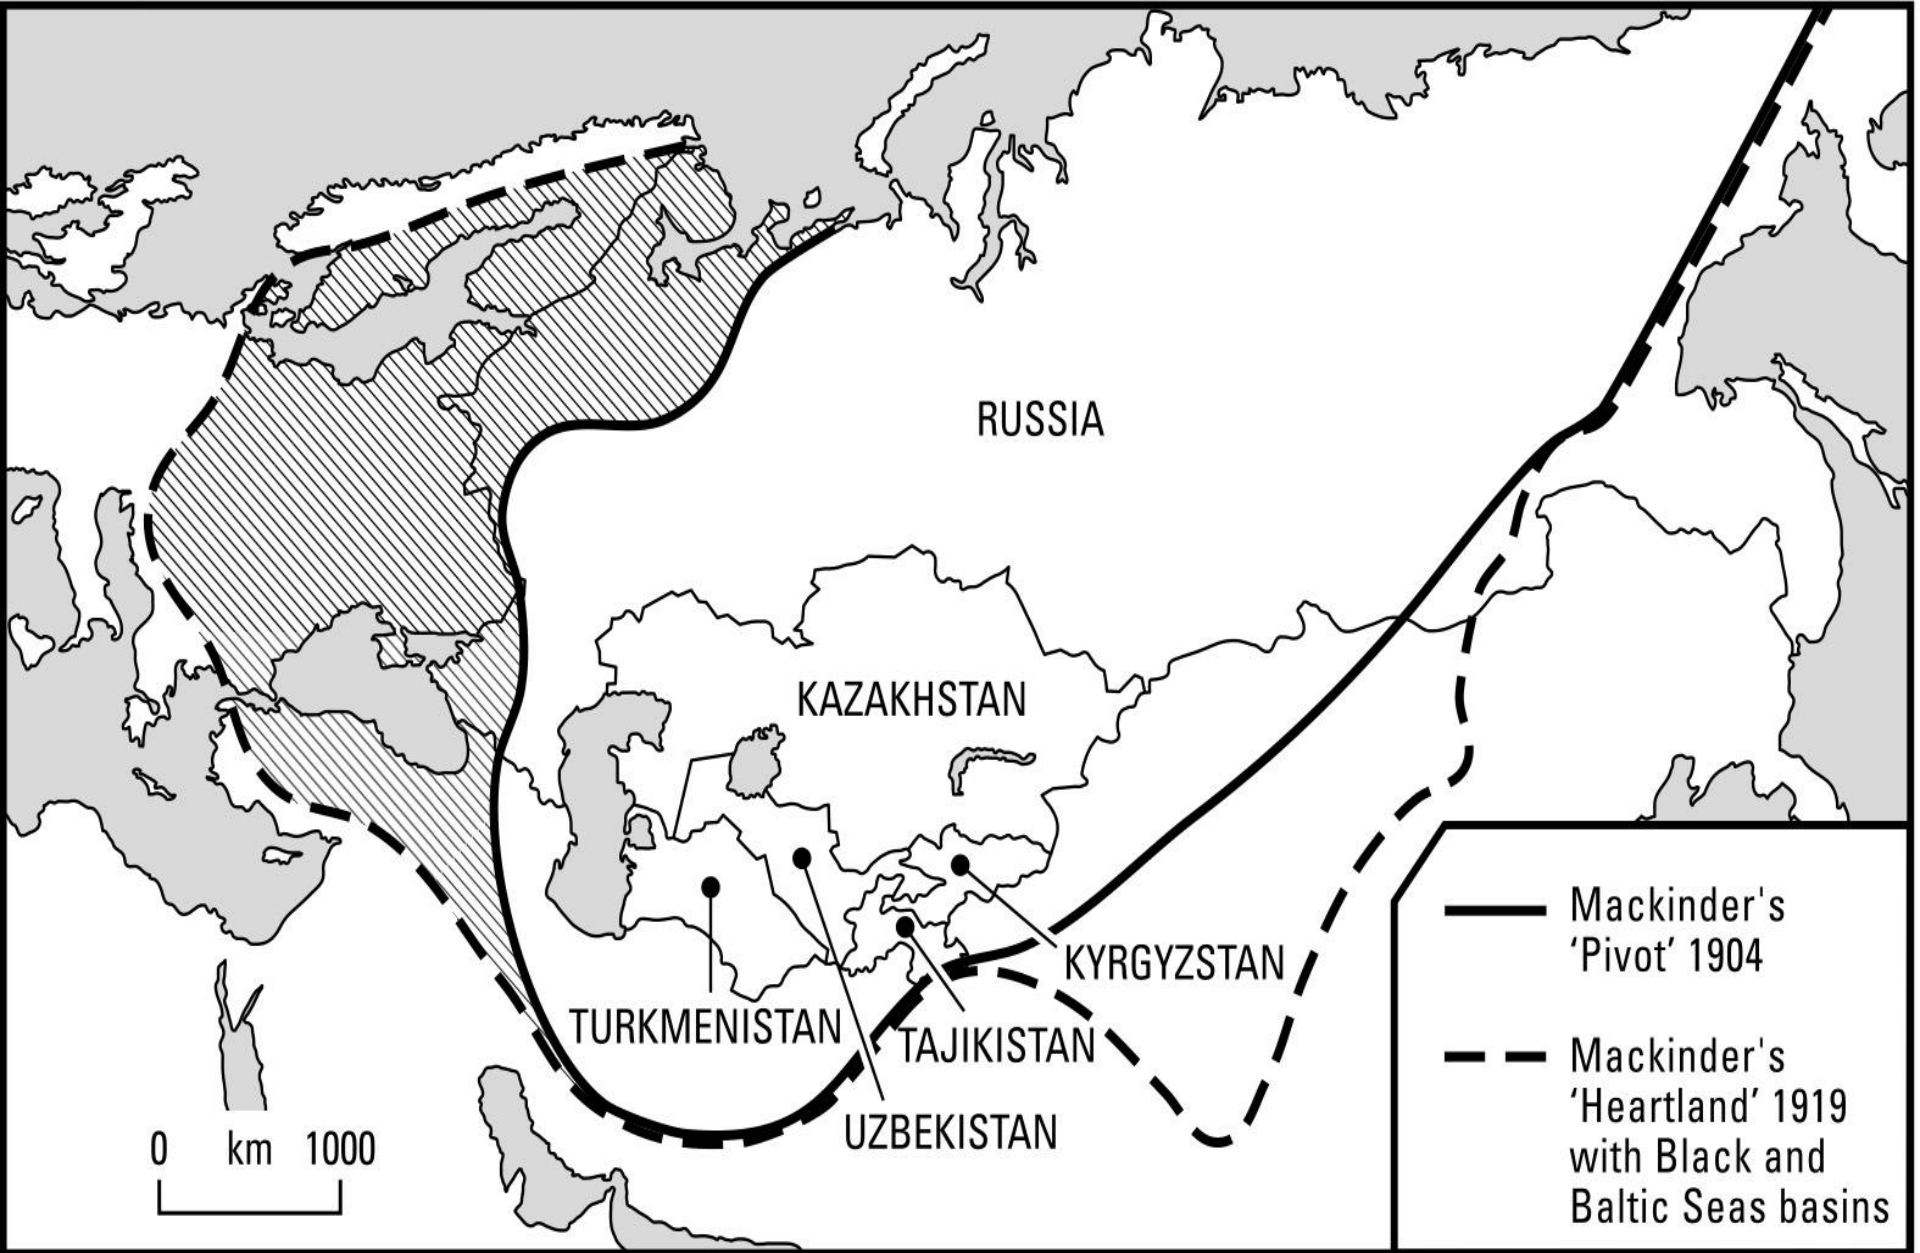 RUSSIA
KAZAKHSTAN
KYRGYZSTAN
TURKMENISTAN
TAJIKISTAN
UZBEKISTAN
0 km 1000
Mackinder's
‘Pivot’ 1904
Mackinder's
‘Heartland’ 1919
with Black and
Baltic Seas basins